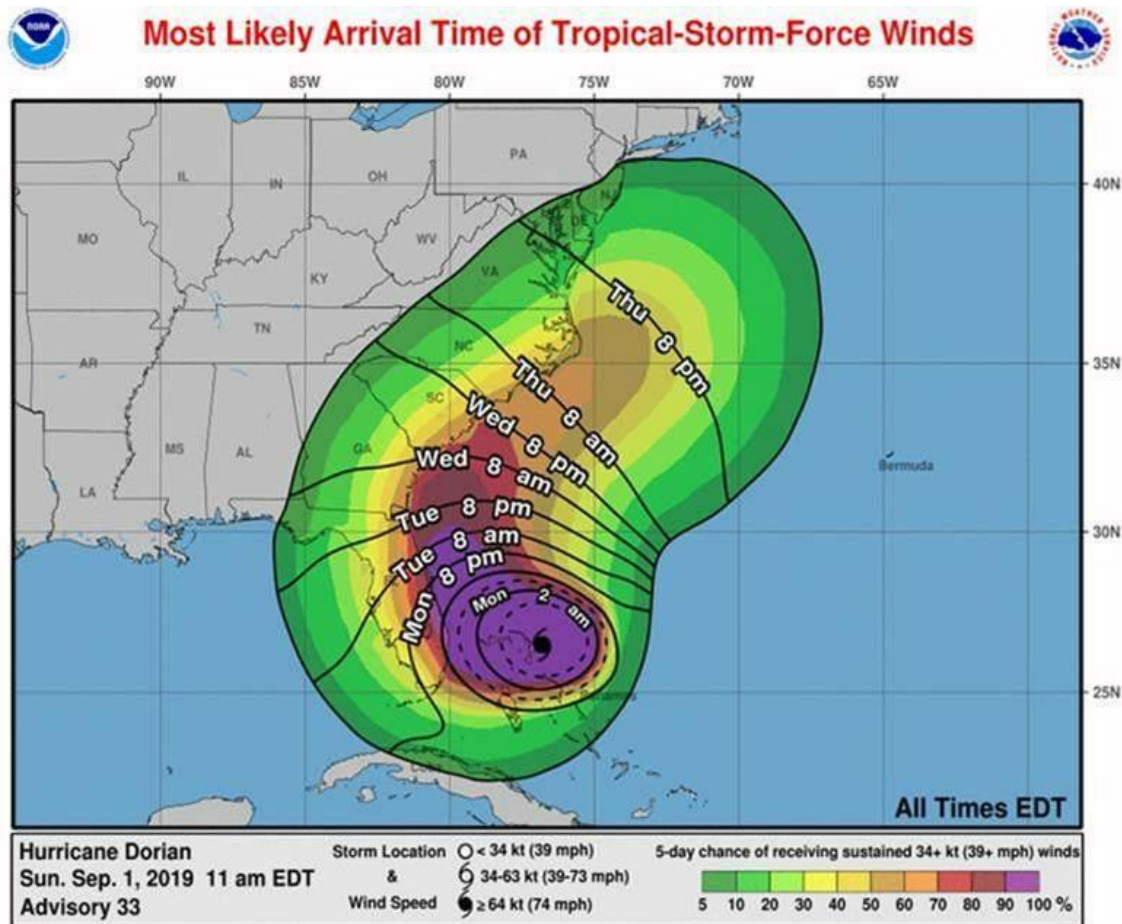 NOAA
Most Likely Arrival Time of Tropical-Storm-Force Winds
90W 85W 80W 75W 70W 65W
PA
NJ
40N
IL IN OH
DE
MO WV
VA
KY
Thu 8 pm
TN NC
AR
35N
Thu 8 am
SC
Wed 8 pm
MS AL GA
Wed 8 am
Bermuda
LA
Tue 8 pm
30N
Tue 8 am
Mon 8 pm
Mon 2 am
25N
All Times EDT
Hurricane Dorian
Sun. Sep. 1, 2019 11 am EDT
Advisory 33
Storm Location
&
Wind Speed
< 34 kt (39 mph)
34-63 kt (39-73 mph)
≥ 64 kt (74 mph)
5-day chance of receiving sustained 34+ kt (39+ mph) winds
5 10 20 30 40 50 60 70 80 90 100 %